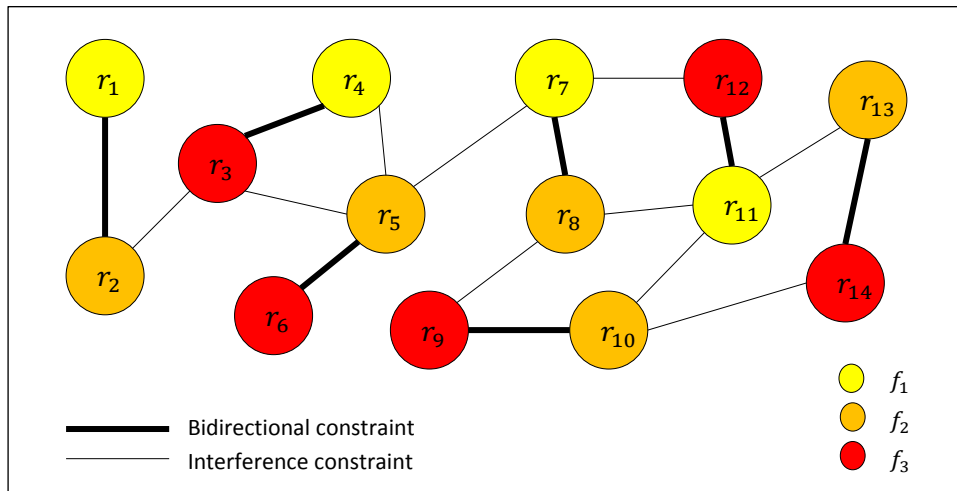 r₁
r₄
r₇
r₁₂
r₁₃
r₃
r₅
r₈
r₁₁
r₂
r₆
r₉
r₁₀
r₁₄
f₁
Bidirectional constraint
f₂
Interference constraint
f₃